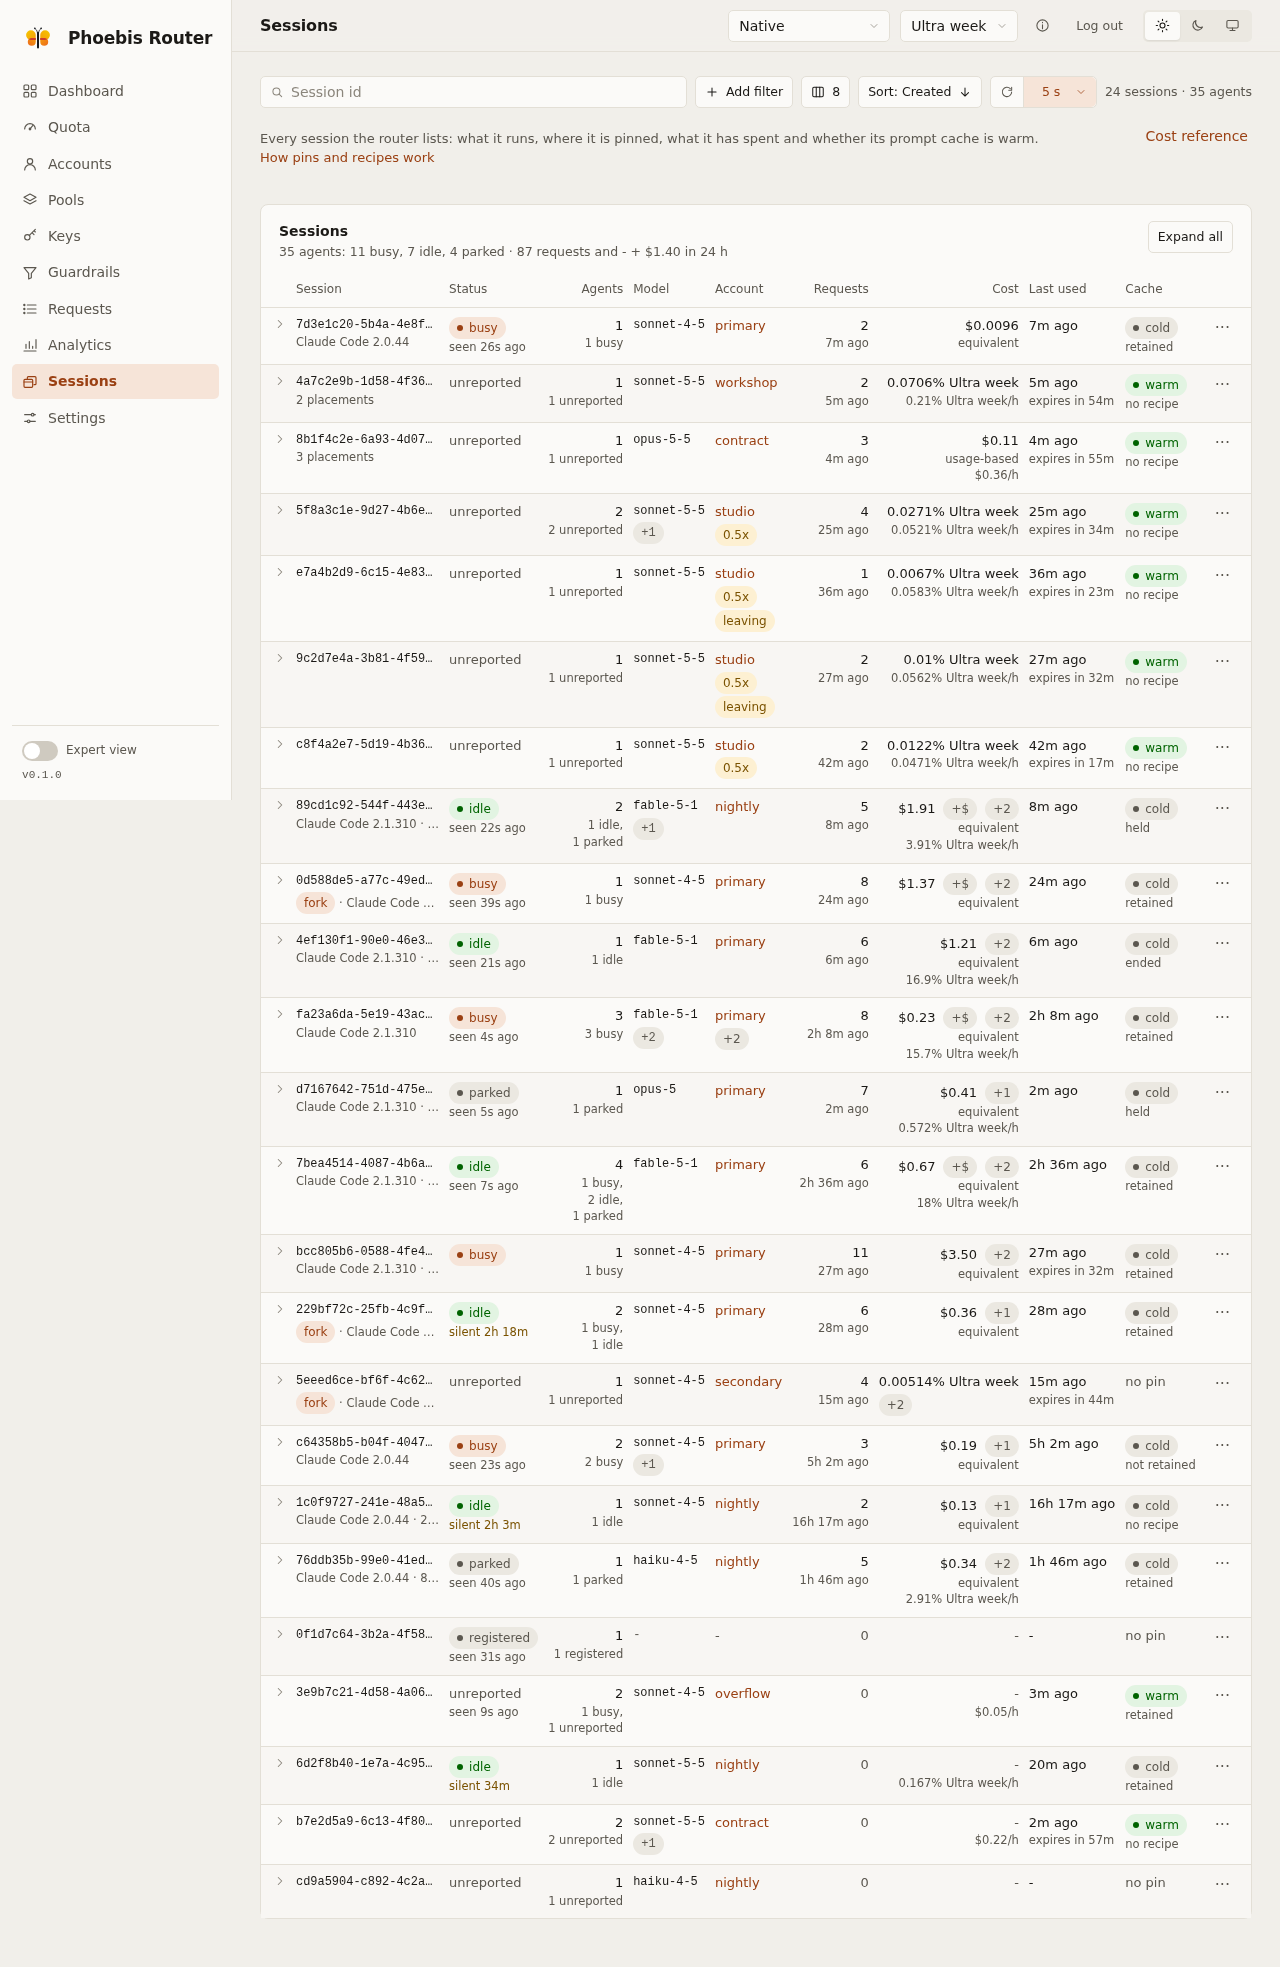 Phoebis Router
Dashboard
Quota
Accounts
Pools
Keys
Guardrails
Requests
Analytics
Sessions
Settings
Expert view
v0.1.0
Sessions
Native
Ultra week
Log out
Session id
Add filter
8
Sort: Created
5 s
24 sessions · 35 agents
Every session the router lists: what it runs, where it is pinned, what it has spent and whether its prompt cache is warm.
How pins and recipes work
Cost reference
Sessions
35 agents: 11 busy, 7 idle, 4 parked · 87 requests and - + $1.40 in 24 h
Expand all
Session Status Agents Model Account Requests Cost Last used Cache
7d3e1c20-5b4a-4e8f… busy 1 sonnet-4-5 primary 2 $0.0096 7m ago cold ···
Claude Code 2.0.44 seen 26s ago 1 busy 7m ago equivalent retained
4a7c2e9b-1d58-4f36… unreported 1 sonnet-5-5 workshop 2 0.0706% Ultra week 5m ago warm ···
2 placements 1 unreported 5m ago 0.21% Ultra week/h expires in 54m no recipe
8b1f4c2e-6a93-4d07… unreported 1 opus-5-5 contract 3 $0.11 4m ago warm ···
3 placements 1 unreported 4m ago usage-based expires in 55m no recipe
$0.36/h
5f8a3c1e-9d27-4b6e… unreported 2 sonnet-5-5 studio 4 0.0271% Ultra week 25m ago warm ···
2 unreported +1 0.5x 25m ago 0.0521% Ultra week/h expires in 34m no recipe
e7a4b2d9-6c15-4e83… unreported 1 sonnet-5-5 studio 1 0.0067% Ultra week 36m ago warm ···
1 unreported 0.5x 36m ago 0.0583% Ultra week/h expires in 23m no recipe
leaving
9c2d7e4a-3b81-4f59… unreported 1 sonnet-5-5 studio 2 0.01% Ultra week 27m ago warm ···
1 unreported 0.5x 27m ago 0.0562% Ultra week/h expires in 32m no recipe
leaving
c8f4a2e7-5d19-4b36… unreported 1 sonnet-5-5 studio 2 0.0122% Ultra week 42m ago warm ···
1 unreported 0.5x 42m ago 0.0471% Ultra week/h expires in 17m no recipe
89cd1c92-544f-443e… idle 2 fable-5-1 nightly 5 $1.91 +$ +2 8m ago cold ···
Claude Code 2.1.310 · … seen 22s ago 1 idle, +1 8m ago equivalent held
1 parked 3.91% Ultra week/h
0d588de5-a77c-49ed… busy 1 sonnet-4-5 primary 8 $1.37 +$ +2 24m ago cold ···
fork · Claude Code … seen 39s ago 1 busy 24m ago equivalent retained
4ef130f1-90e0-46e3… idle 1 fable-5-1 primary 6 $1.21 +2 6m ago cold ···
Claude Code 2.1.310 · … seen 21s ago 1 idle 6m ago equivalent ended
16.9% Ultra week/h
fa23a6da-5e19-43ac… busy 3 fable-5-1 primary 8 $0.23 +$ +2 2h 8m ago cold ···
Claude Code 2.1.310 seen 4s ago 3 busy +2 +2 2h 8m ago equivalent retained
15.7% Ultra week/h
d7167642-751d-475e… parked 1 opus-5 primary 7 $0.41 +1 2m ago cold ···
Claude Code 2.1.310 · … seen 5s ago 1 parked 2m ago equivalent held
0.572% Ultra week/h
7bea4514-4087-4b6a… idle 4 fable-5-1 primary 6 $0.67 +$ +2 2h 36m ago cold ···
Claude Code 2.1.310 · … seen 7s ago 1 busy, 2h 36m ago equivalent retained
2 idle, 18% Ultra week/h
1 parked
bcc805b6-0588-4fe4… busy 1 sonnet-4-5 primary 11 $3.50 +2 27m ago cold ···
Claude Code 2.1.310 · … 1 busy 27m ago equivalent expires in 32m retained
229bf72c-25fb-4c9f… idle 2 sonnet-4-5 primary 6 $0.36 +1 28m ago cold ···
fork · Claude Code … silent 2h 18m 1 busy, 28m ago equivalent retained
1 idle
5eeed6ce-bf6f-4c62… unreported 1 sonnet-4-5 secondary 4 0.00514% Ultra week 15m ago no pin ···
fork · Claude Code … 1 unreported 15m ago +2 expires in 44m
c64358b5-b04f-4047… busy 2 sonnet-4-5 primary 3 $0.19 +1 5h 2m ago cold ···
Claude Code 2.0.44 seen 23s ago 2 busy +1 5h 2m ago equivalent not retained
1c0f9727-241e-48a5… idle 1 sonnet-4-5 nightly 2 $0.13 +1 16h 17m ago cold ···
Claude Code 2.0.44 · 2… silent 2h 3m 1 idle 16h 17m ago equivalent no recipe
76ddb35b-99e0-41ed… parked 1 haiku-4-5 nightly 5 $0.34 +2 1h 46m ago cold ···
Claude Code 2.0.44 · 8… seen 40s ago 1 parked 1h 46m ago equivalent retained
2.91% Ultra week/h
0f1d7c64-3b2a-4f58… registered 1 - - 0 - - no pin ···
seen 31s ago 1 registered
3e9b7c21-4d58-4a06… unreported 2 sonnet-4-5 overflow 0 - 3m ago warm ···
seen 9s ago 1 busy, $0.05/h retained
1 unreported
6d2f8b40-1e7a-4c95… idle 1 sonnet-5-5 nightly 0 - 20m ago cold ···
silent 34m 1 idle 0.167% Ultra week/h retained
b7e2d5a9-6c13-4f80… unreported 2 sonnet-5-5 contract 0 - 2m ago warm ···
2 unreported +1 $0.22/h expires in 57m no recipe
cd9a5904-c892-4c2a… unreported 1 haiku-4-5 nightly 0 - - no pin ···
1 unreported